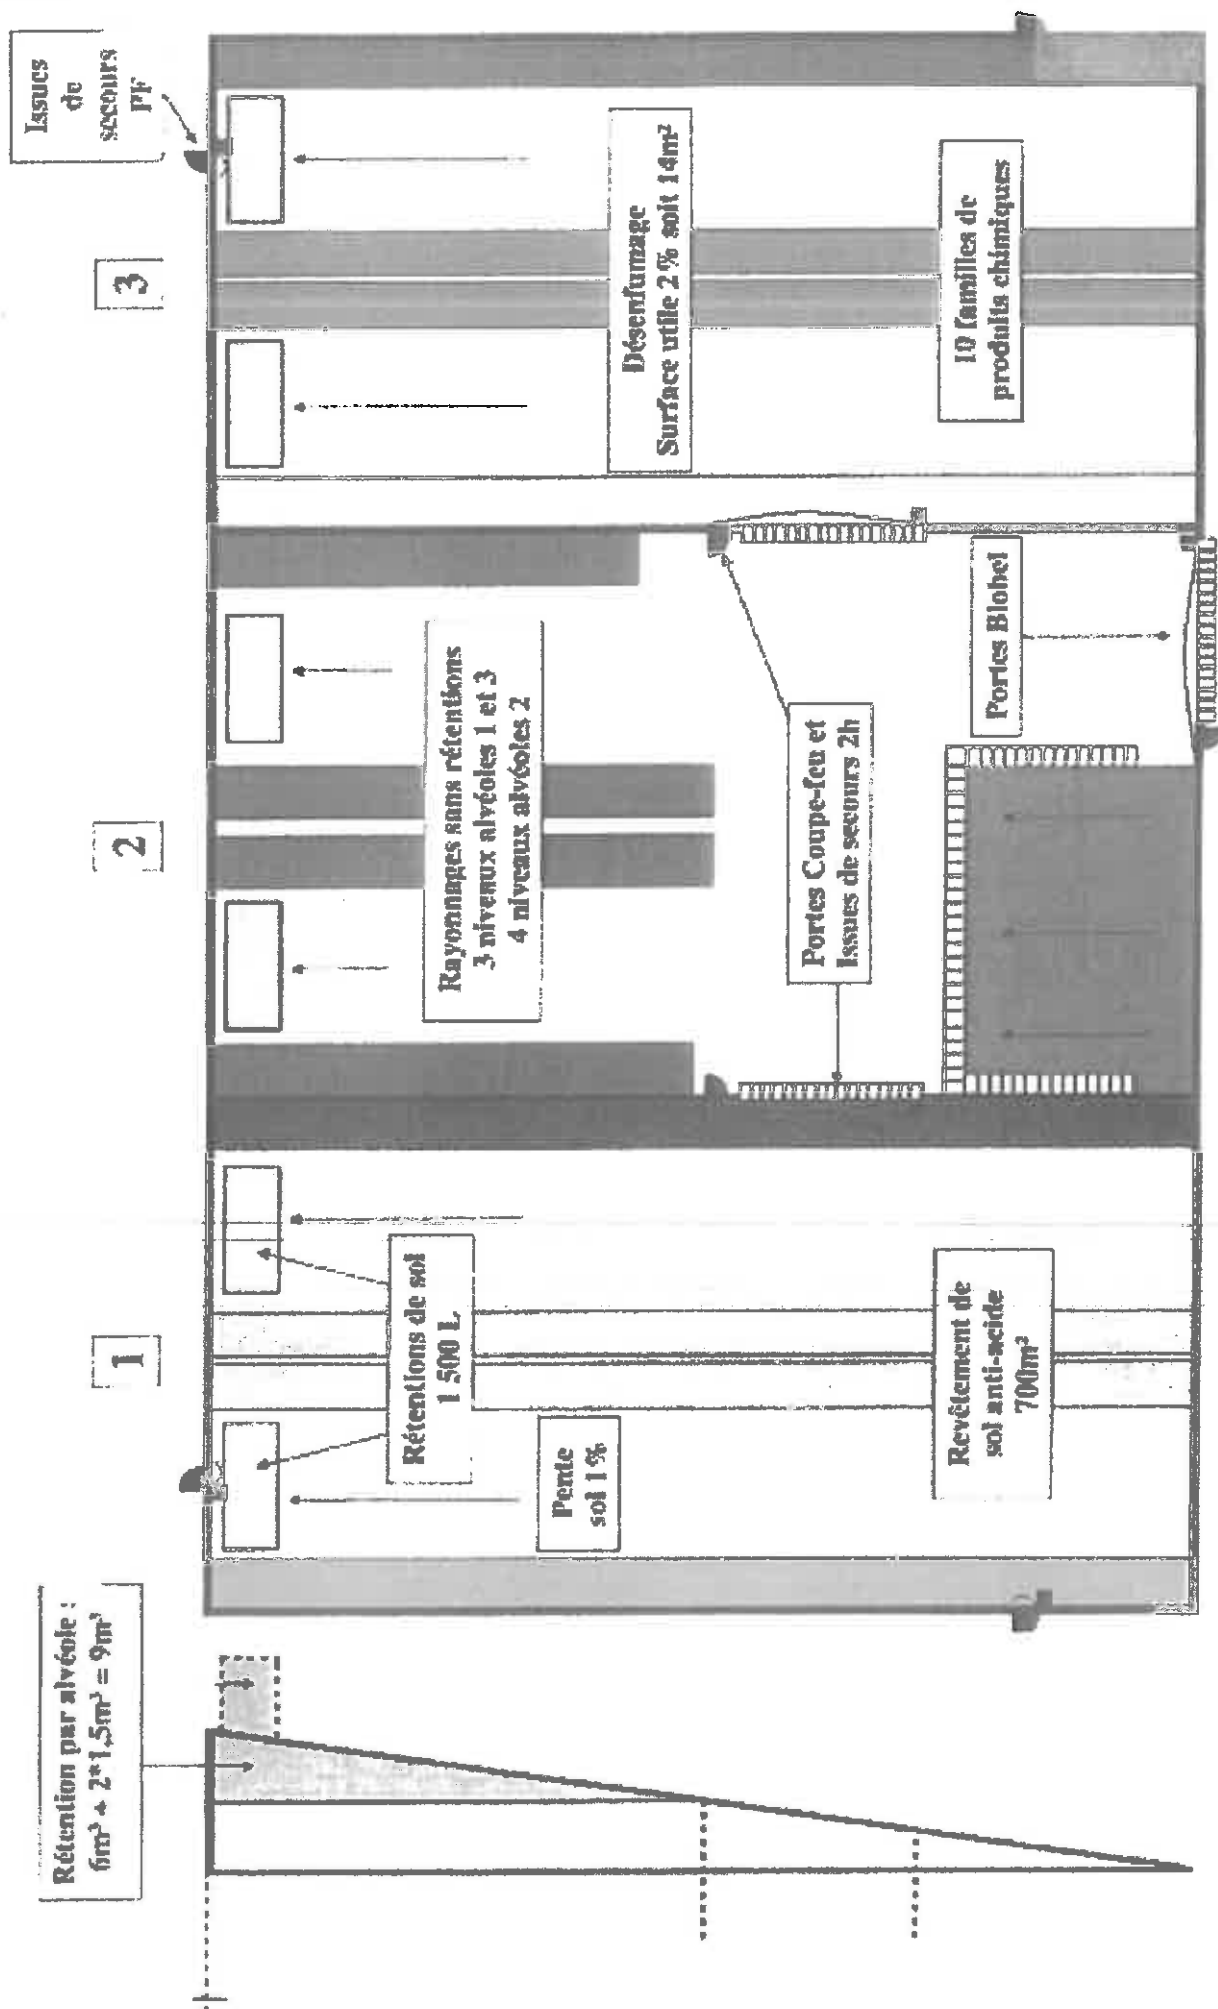 Rétention par alvéole :
6m³ + 2*1,5m³ = 9m³
1
2
3
Issues
de
secours
PF
Rétentions de sol
1 500 L
Pente
sol 1 %
Revêtement de
sol anti-acide
700m²
Rayonnages sans rétentions
3 niveaux alvéoles 1 et 3
4 niveaux alvéoles 2
Portes Coupe-feu et
Issues de secours 2h
Portes Blobel
Désenfumage
Surface utile 2 % soit 14m²
10 familles de
produits chimiques